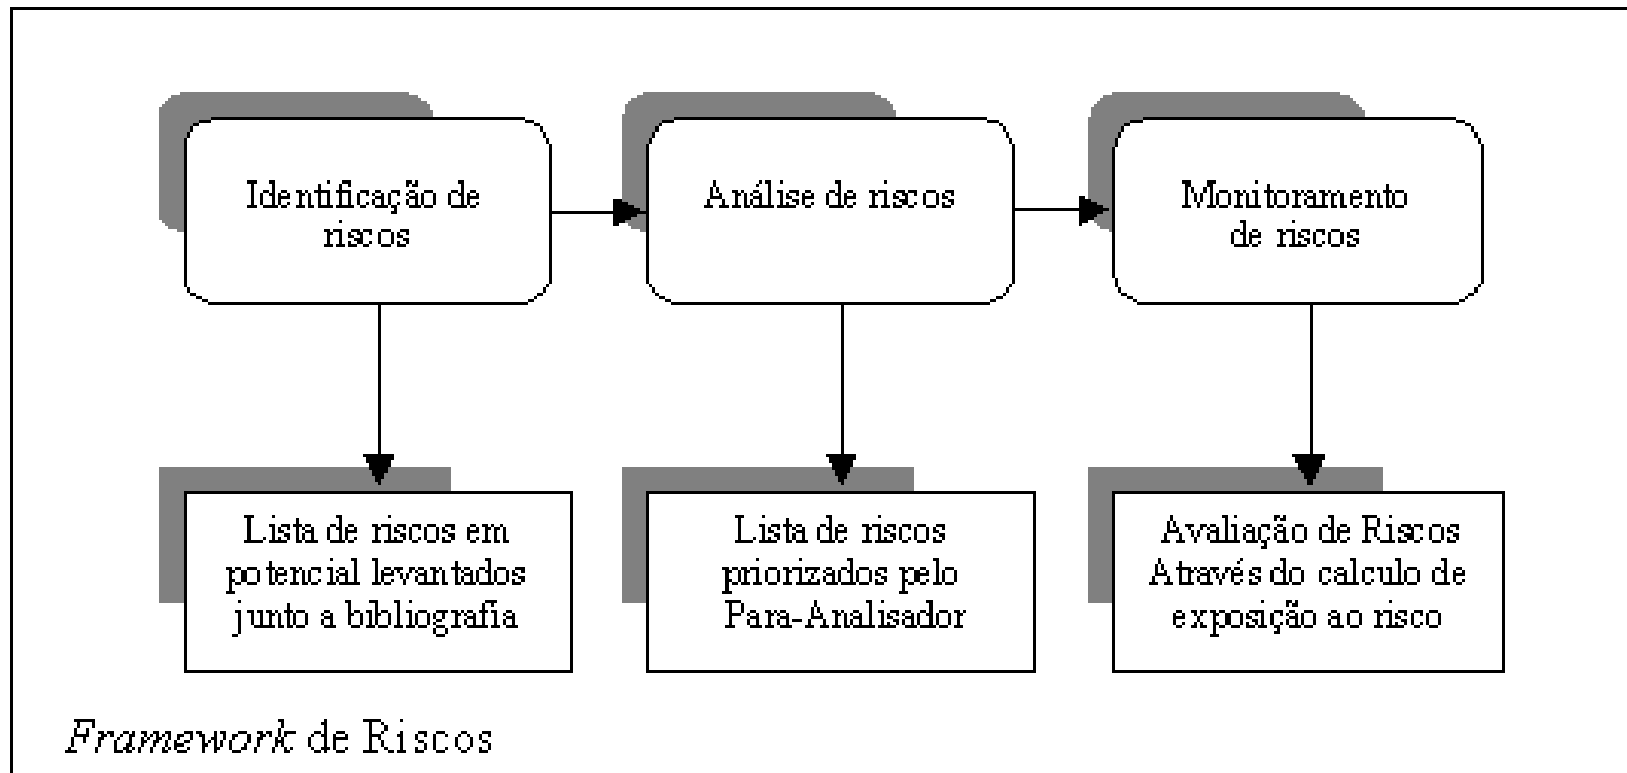 Identificação de
riscos
Análise de riscos
Monitoramento
de riscos
Lista de riscos em
potencial levantados
junto a bibliografia
Lista de riscos
priorizados pelo
Para-Analisador
Avaliação de Riscos
Através do calculo de
exposição ao risco
Framework de Riscos